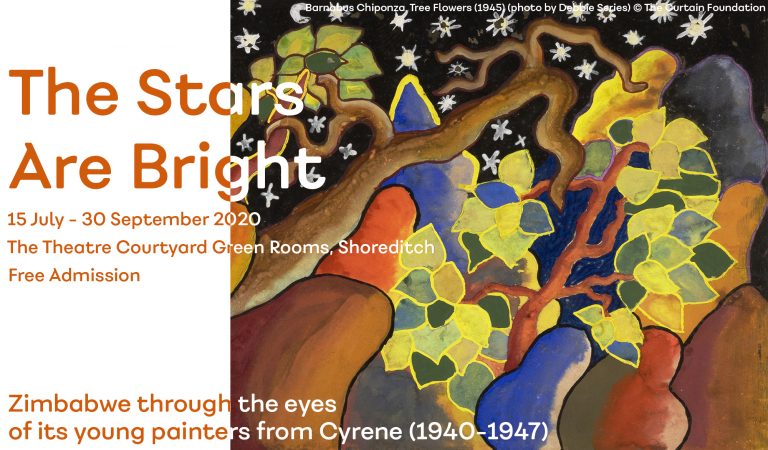 Barnabus Chiponza, Tree Flowers (1945) (photo by Debbie Sears) © The Curtain Foundation
The Stars
Are Bright
15 July - 30 September 2020
The Theatre Courtyard Green Rooms, Shoreditch
Free Admission
Zimbabwe through the eyes
of its young painters from Cyrene (1940-1947)